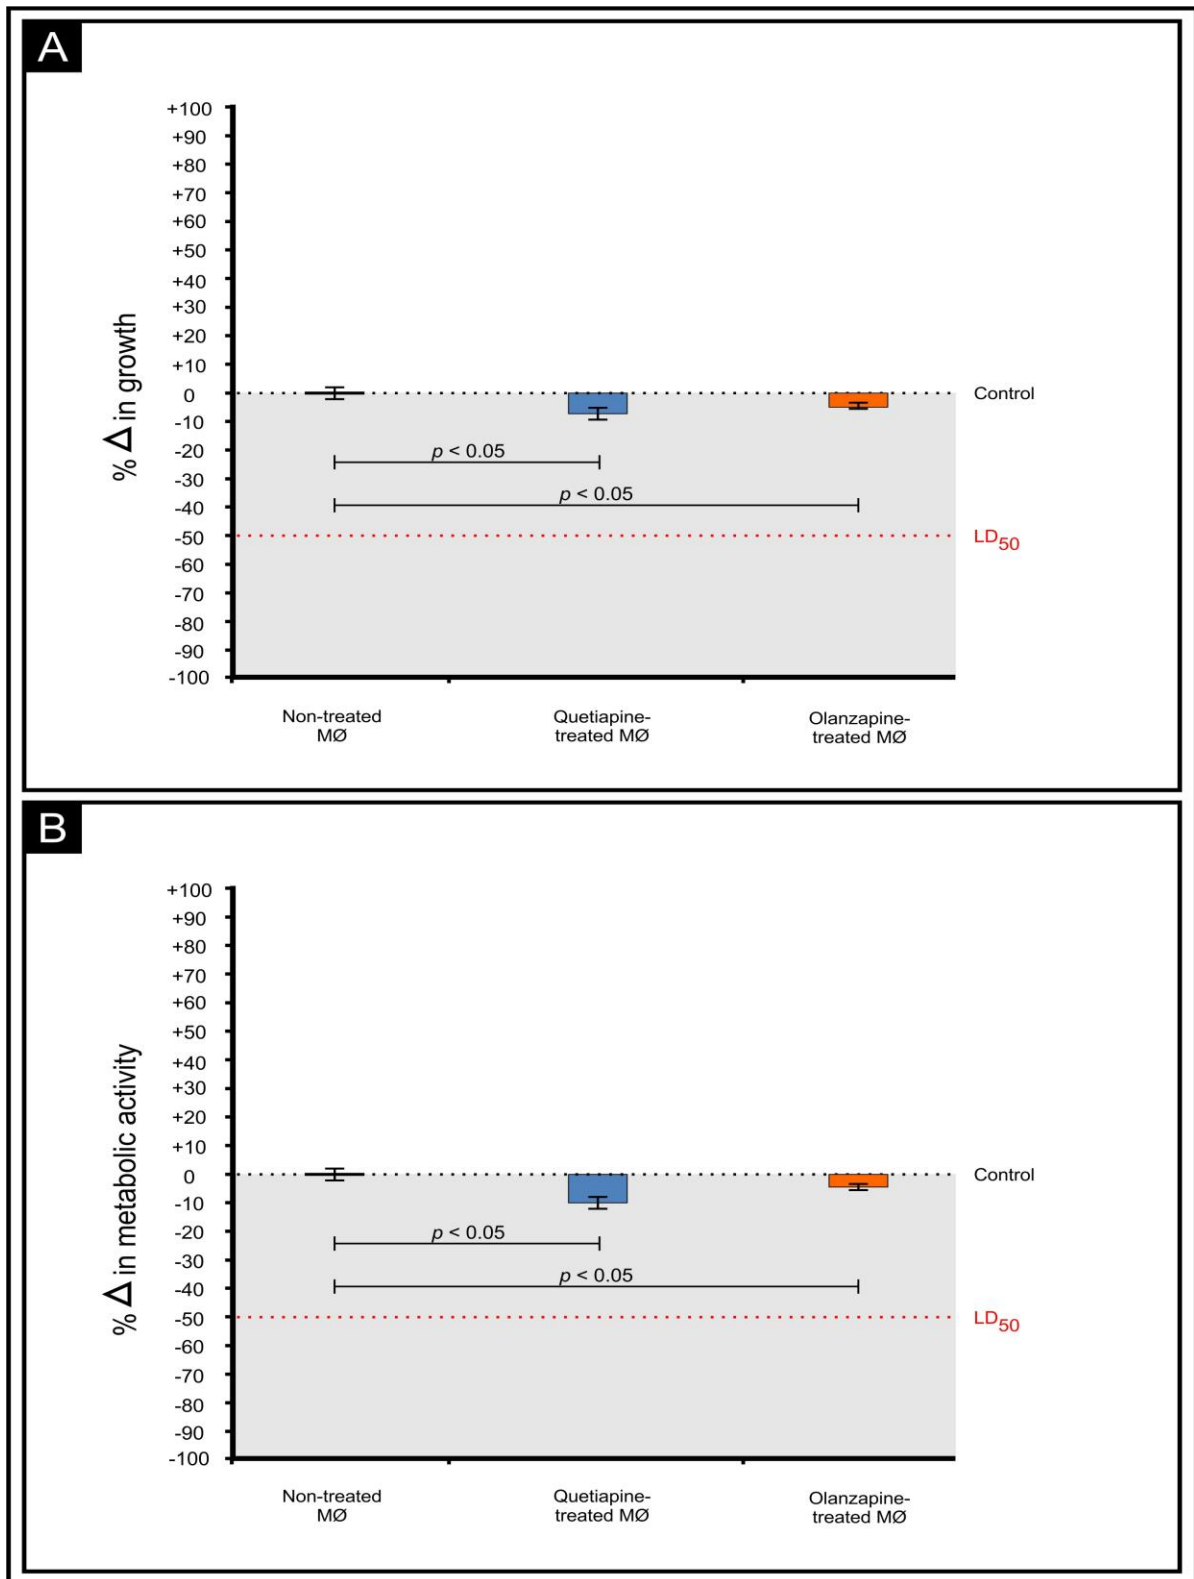 A
+100
+90
+80
+70
+60
+50
+40
+30
+20
+10
0
-10
-20
-30
-40
-50
-60
-70
-80
-90
-100
% Δ in growth
Control
p < 0.05
p < 0.05
LD50
Non-treated
MØ
Quetiapine-
treated MØ
Olanzapine-
treated MØ
B
+100
+90
+80
+70
+60
+50
+40
+30
+20
+10
0
-10
-20
-30
-40
-50
-60
-70
-80
-90
-100
% Δ in metabolic activity
Control
p < 0.05
p < 0.05
LD50
Non-treated
MØ
Quetiapine-
treated MØ
Olanzapine-
treated MØ